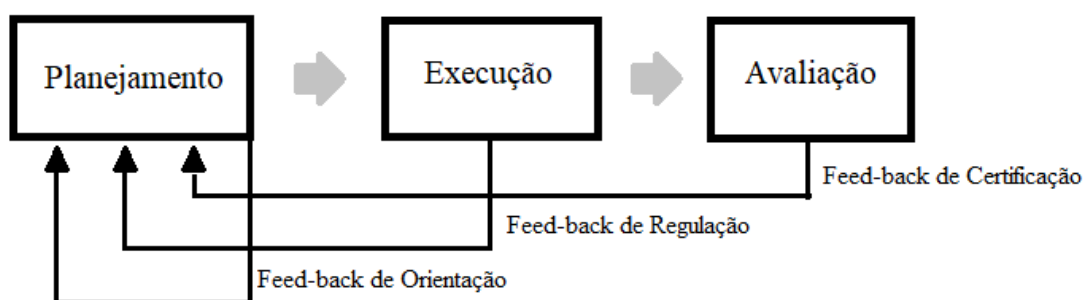 Planejamento
Execução
Avaliação
Feed-back de Certificação
Feed-back de Regulação
Feed-back de Orientação